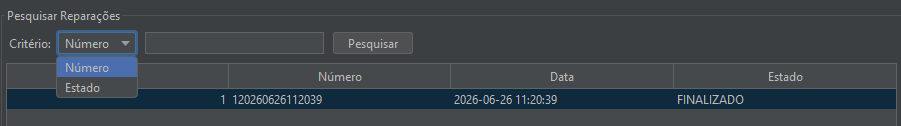 Pesquisar Reparações
Critério: Número Pesquisar
Número
Estado
Número Data Estado
1 120260626112039 2026-06-26 11:20:39 FINALIZADO